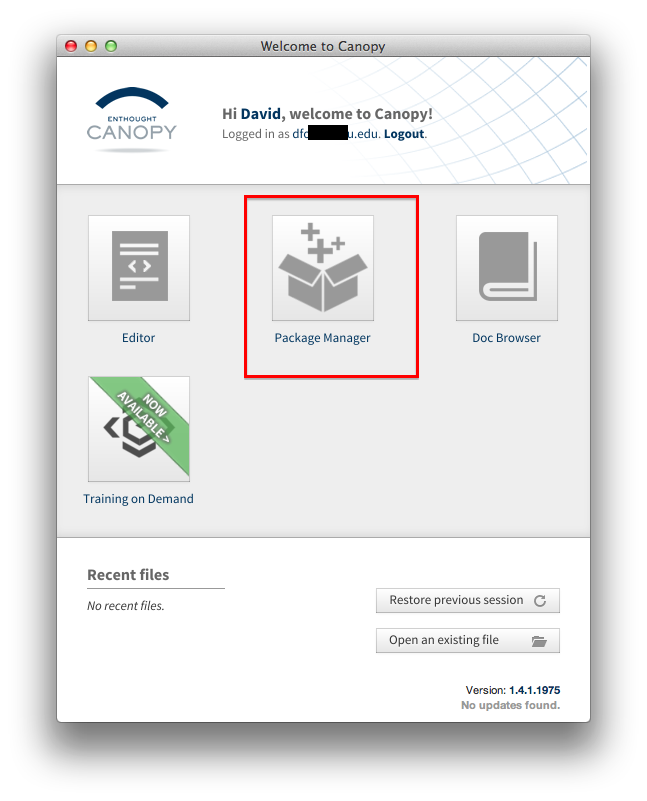 Welcome to Canopy
ENTHOUGHT
CANOPY
Hi David, welcome to Canopy!
Logged in as dfc u.edu. Logout.
Editor
Package Manager
Doc Browser
NOW
AVAILABLE >
Training on Demand
Recent files
No recent files.
Restore previous session
Open an existing file
Version: 1.4.1.1975
No updates found.